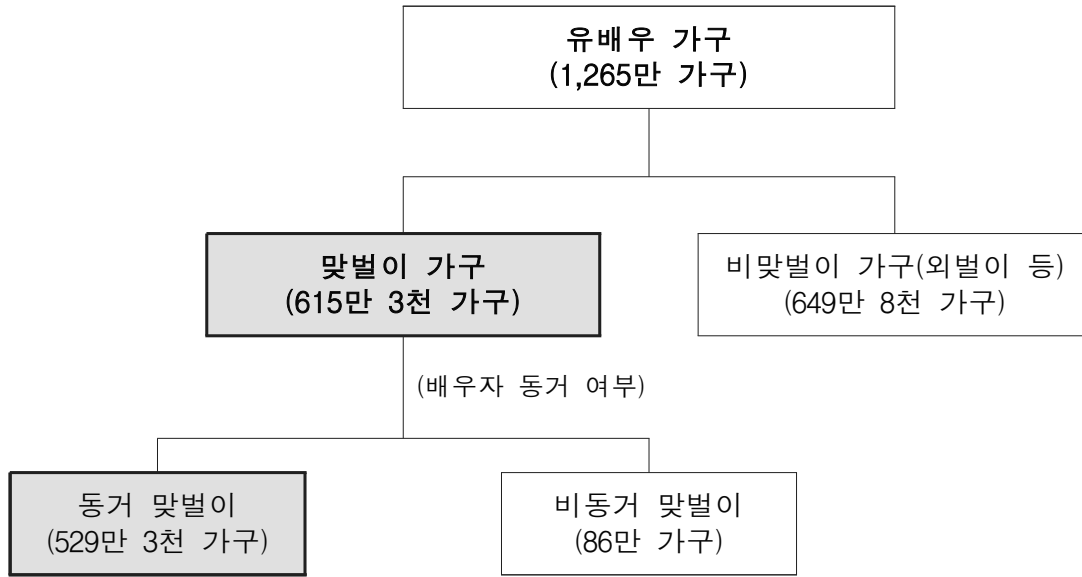 유배우 가구
(1,265만 가구)
맞벌이 가구
(615만 3천 가구)
비맞벌이 가구(외벌이 등)
(649만 8천 가구)
(배우자 동거 여부)
동거 맞벌이
(529만 3천 가구)
비동거 맞벌이
(86만 가구)